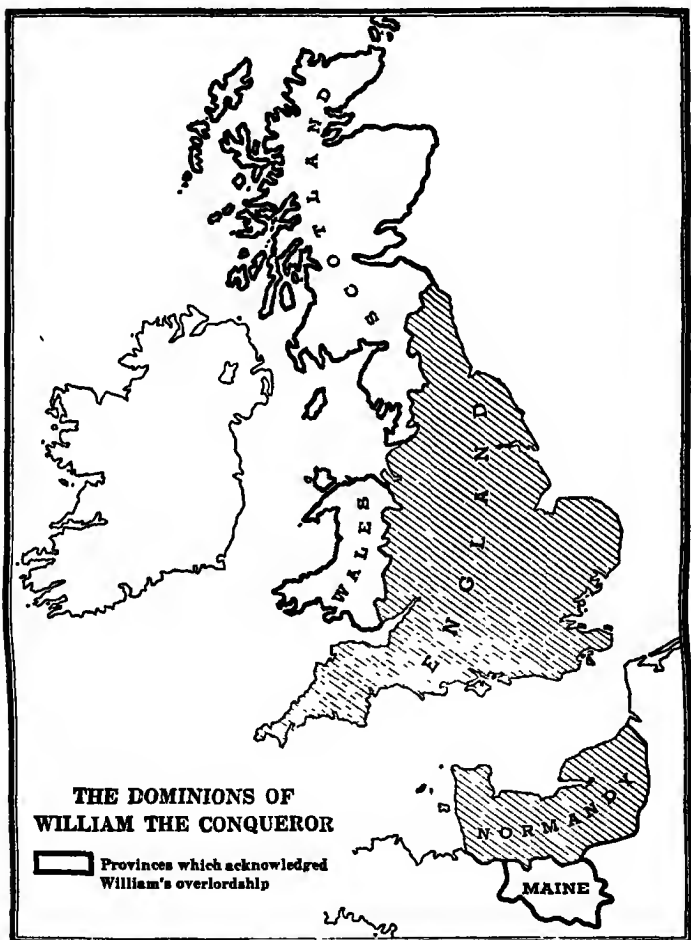 SCOTLAND
ENGLAND
WALES
NORMANDY
MAINE
THE DOMINIONS OF
WILLIAM THE CONQUEROR
Provinces which acknowledged
William's overlordship